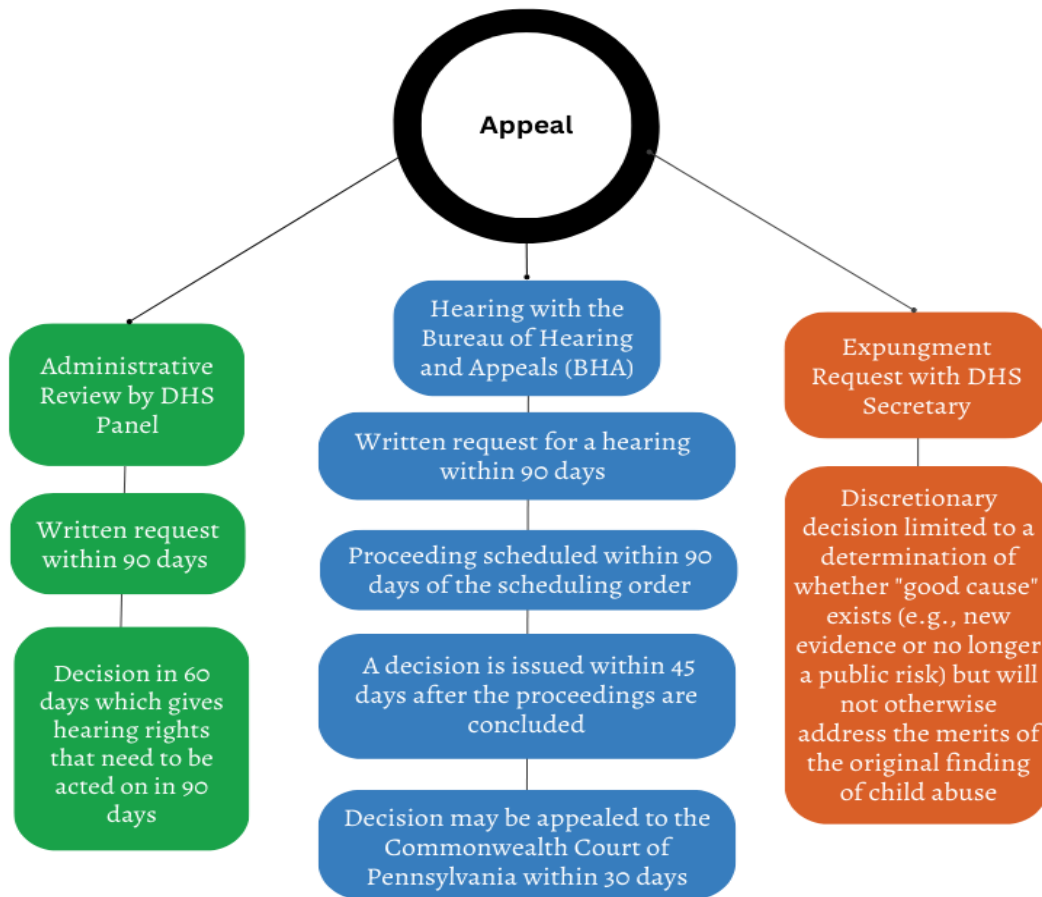 Appeal
Administrative
Review by DHS
Panel
Written request
within 90 days
Decision in 60
days which gives
hearing rights
that need to be
acted on in 90
days
Hearing with the
Bureau of Hearing
and Appeals (BHA)
Written request for a hearing
within 90 days
Proceeding scheduled within 90
days of the scheduling order
A decision is issued within 45
days after the proceedings are
concluded
Decision may be appealed to the
Commonwealth Court of
Pennsylvania within 30 days
Expungment
Request with DHS
Secretary
Discretionary
decision limited to a
determination of
whether "good cause"
exists (e.g., new
evidence or no longer
a public risk) but will
not otherwise
address the merits of
the original finding
of child abuse